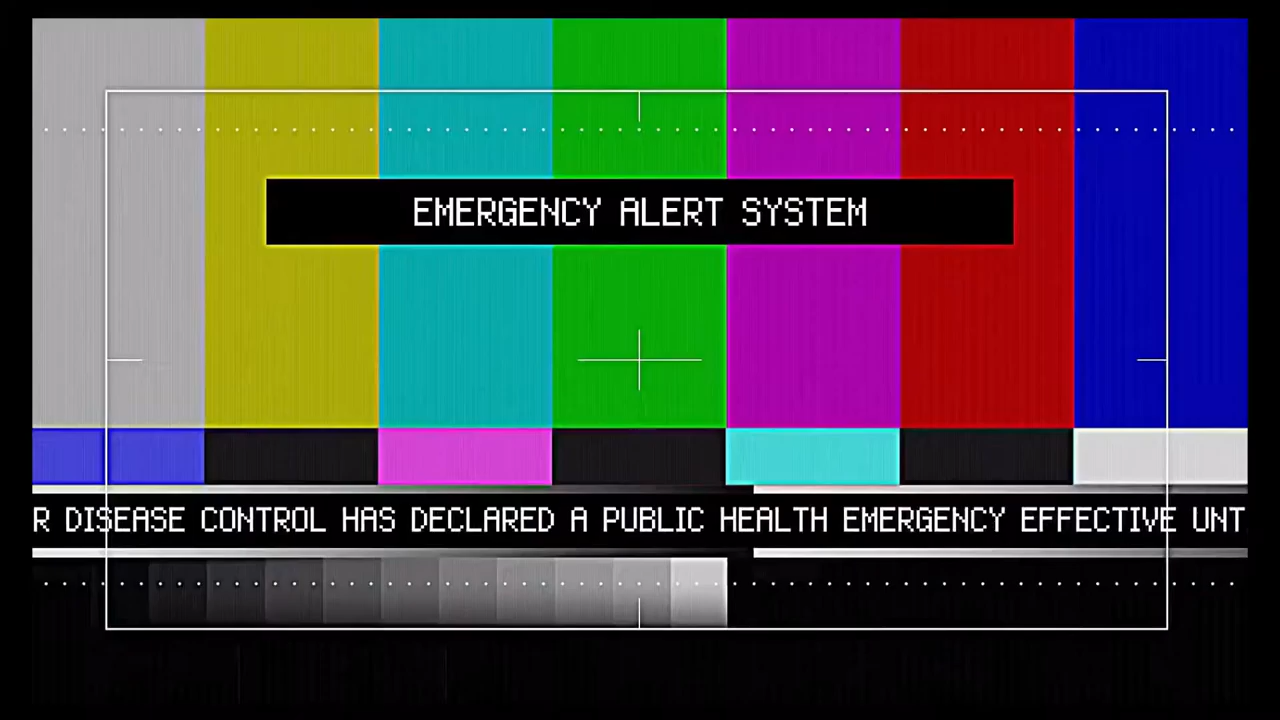 EMERGENCY ALERT SYSTEM
R DISEASE CONTROL HAS DECLARED A PUBLIC HEALTH EMERGENCY EFFECTIVE UNT